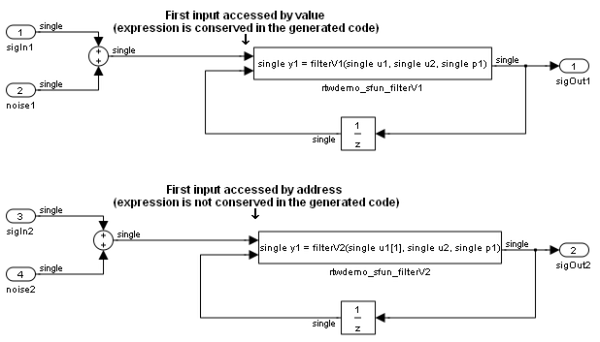 First input accessed by value
(expression is conserved in the generated code)
1
single
sigIn1
+
+
single
single y1 = filterV1(single u1, single u2, single p1)
single
1
sigOut1
2
single
noise1
rtwdemo_sfun_filterV1
single
1
z
First input accessed by address
(expression is not conserved in the generated code)
3
single
sigIn2
+
+
single
single y1 = filterV2(single u1[1], single u2, single p1)
single
2
sigOut2
4
single
noise2
rtwdemo_sfun_filterV2
single
1
z